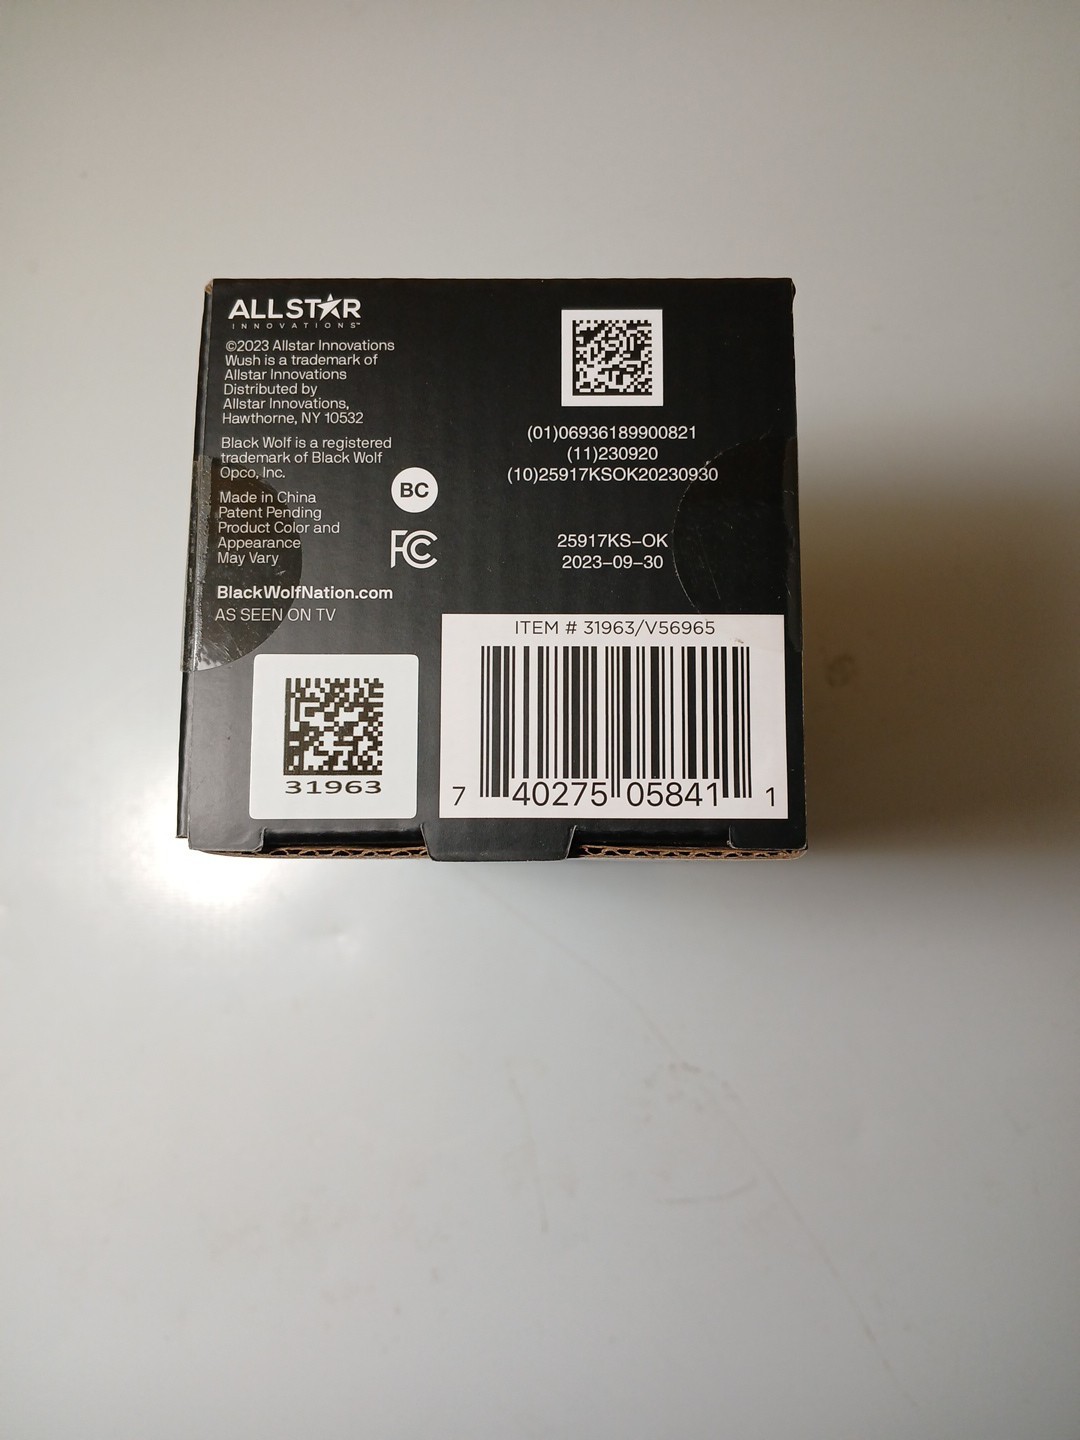 ALLSTAR
INNOVATIONS™
©2023 Allstar Innovations
Wush is a trademark of
Allstar Innovations
Distributed by
Allstar Innovations,
Hawthorne, NY 10532
Black Wolf is a registered
trademark of Black Wolf
Opco, Inc.
BC
Made in China
Patent Pending
Product Color and
Appearance
May Vary
FC
BlackWolfNation.com
AS SEEN ON TV
31963
(01)06936189900821
(11)230920
(10)25917KSOK20230930
25917KS-OK
2023-09-30
ITEM # 31963/V56965
7 40275 05841 1